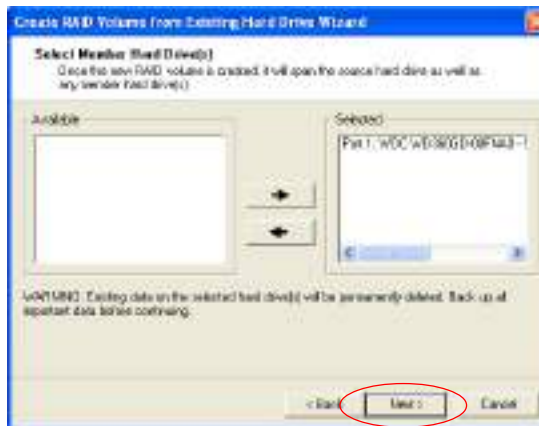 Create RAID Volume from Existing Hard Drive Wizard
Select Member Hard Drive(s)
Once the new RAID volume is created, it will span the source hard drive as well as
any member hard drive(s).
Available
Selected
Port 1: WDC
WARNING: Existing data on the selected hard drive(s) will be permanently deleted. Back up all
important data before continuing.
< Back
Next >
Cancel